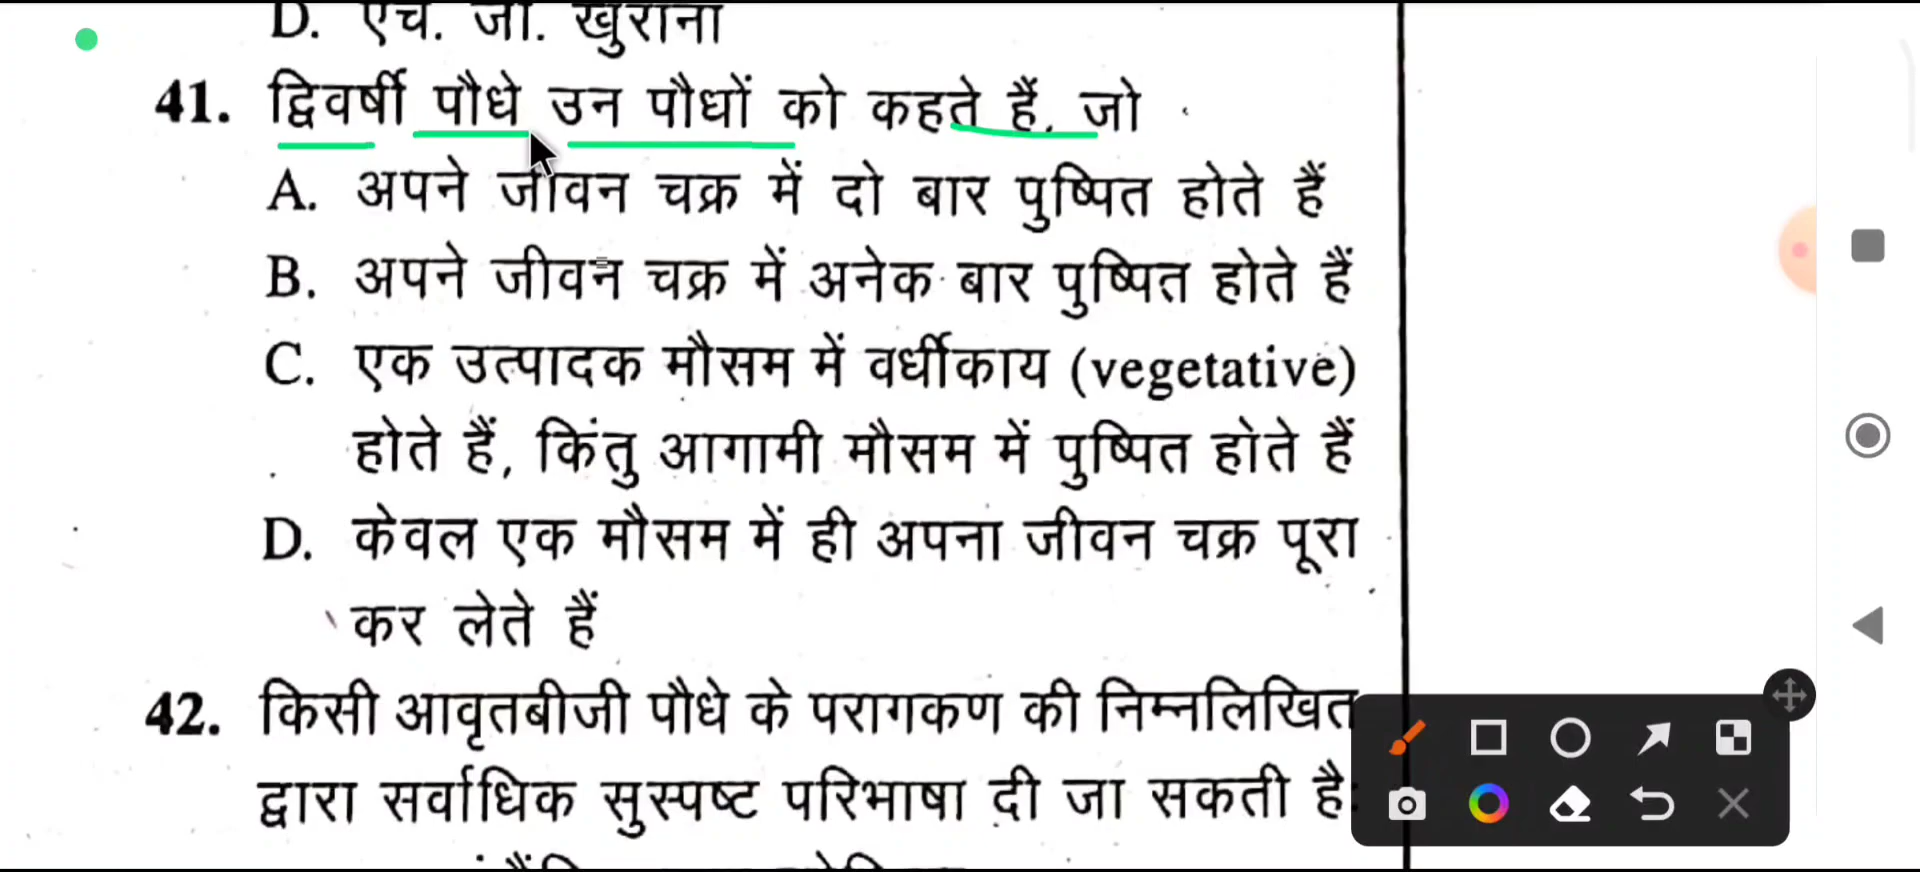 D. एच. जी. खुराना
41. द्विवर्षी पौधे उन पौधों को कहते हैं, जो
A. अपने जीवन चक्र में दो बार पुष्पित होते हैं
B. अपने जीवन चक्र में अनेक बार पुष्पित होते हैं
C. एक उत्पादक मौसम में वर्धीकाय (vegetative)
होते हैं, किंतु आगामी मौसम में पुष्पित होते हैं
D. केवल एक मौसम में ही अपना जीवन चक्र पूरा
कर लेते हैं
42. किसी आवृतबीजी पौधे के परागकण की निम्नलिखित
द्वारा सर्वाधिक सुस्पष्ट परिभाषा दी जा सकती है: